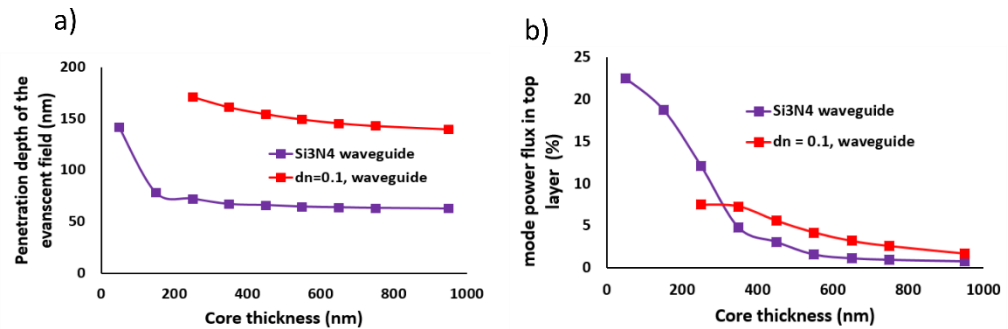 a)
Penetration depth of the
evanscent field (nm)
200
150
100
50
0
0 200 400 600 800 1000
Core thickness (nm)
Si3N4 waveguide
dn=0.1, waveguide
b)
mode power flux in top
layer (%)
25
20
15
10
5
0
0 200 400 600 800 1000
Core thickness (nm)
Si3N4 waveguide
dn = 0.1, waveguide